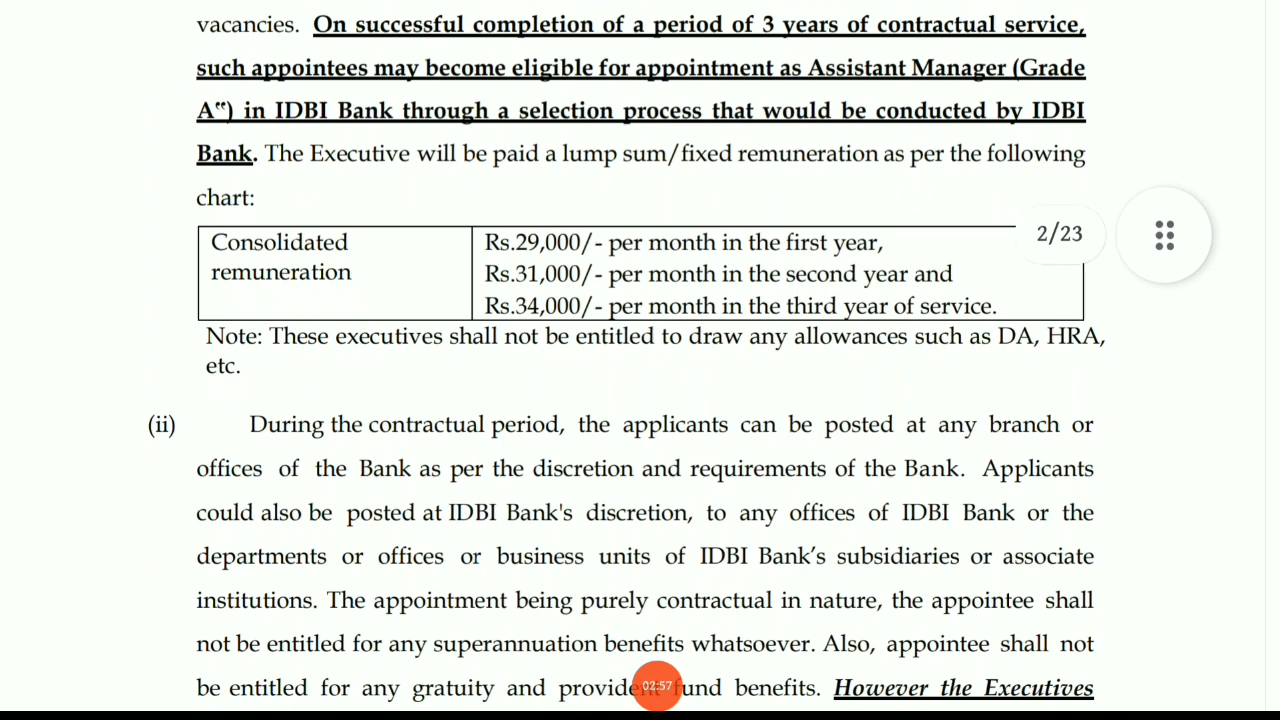 vacancies. On successful completion of a period of 3 years of contractual service,
such appointees may become eligible for appointment as Assistant Manager (Grade
A‟) in IDBI Bank through a selection process that would be conducted by IDBI
Bank. The Executive will be paid a lump sum/fixed remuneration as per the following
chart:
Consolidated
remuneration
Rs.29,000/- per month in the first year,
Rs.31,000/- per month in the second year and
Rs.34,000/- per month in the third year of service.
2/23
Note: These executives shall not be entitled to draw any allowances such as DA, HRA,
etc.
(ii) During the contractual period, the applicants can be posted at any branch or
offices of the Bank as per the discretion and requirements of the Bank. Applicants
could also be posted at IDBI Bank's discretion, to any offices of IDBI Bank or the
departments or offices or business units of IDBI Bank’s subsidiaries or associate
institutions. The appointment being purely contractual in nature, the appointee shall
not be entitled for any superannuation benefits whatsoever. Also, appointee shall not
be entitled for any gratuity and provident fund benefits. However the Executives
02:57